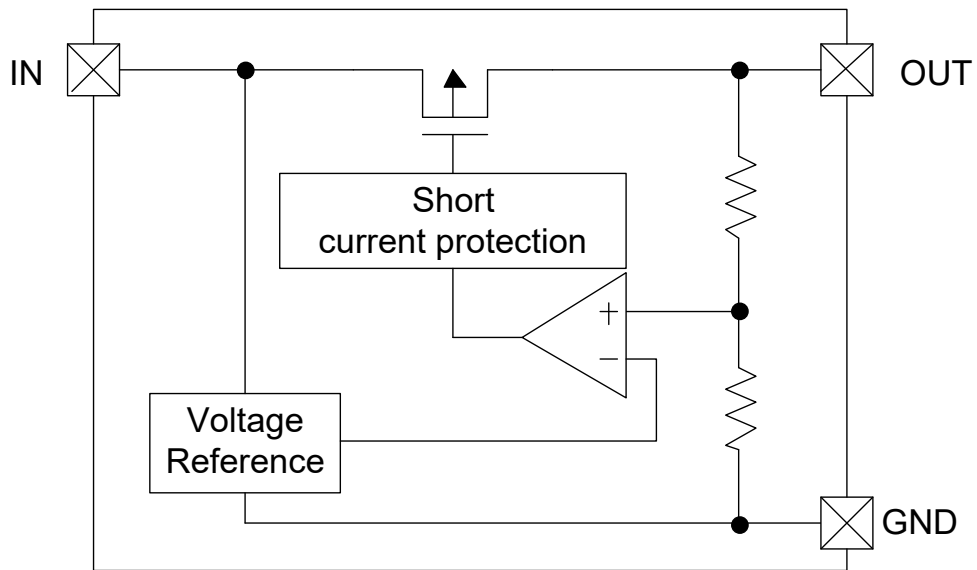 IN
OUT
Short
current protection
+
−
Voltage
Reference
GND